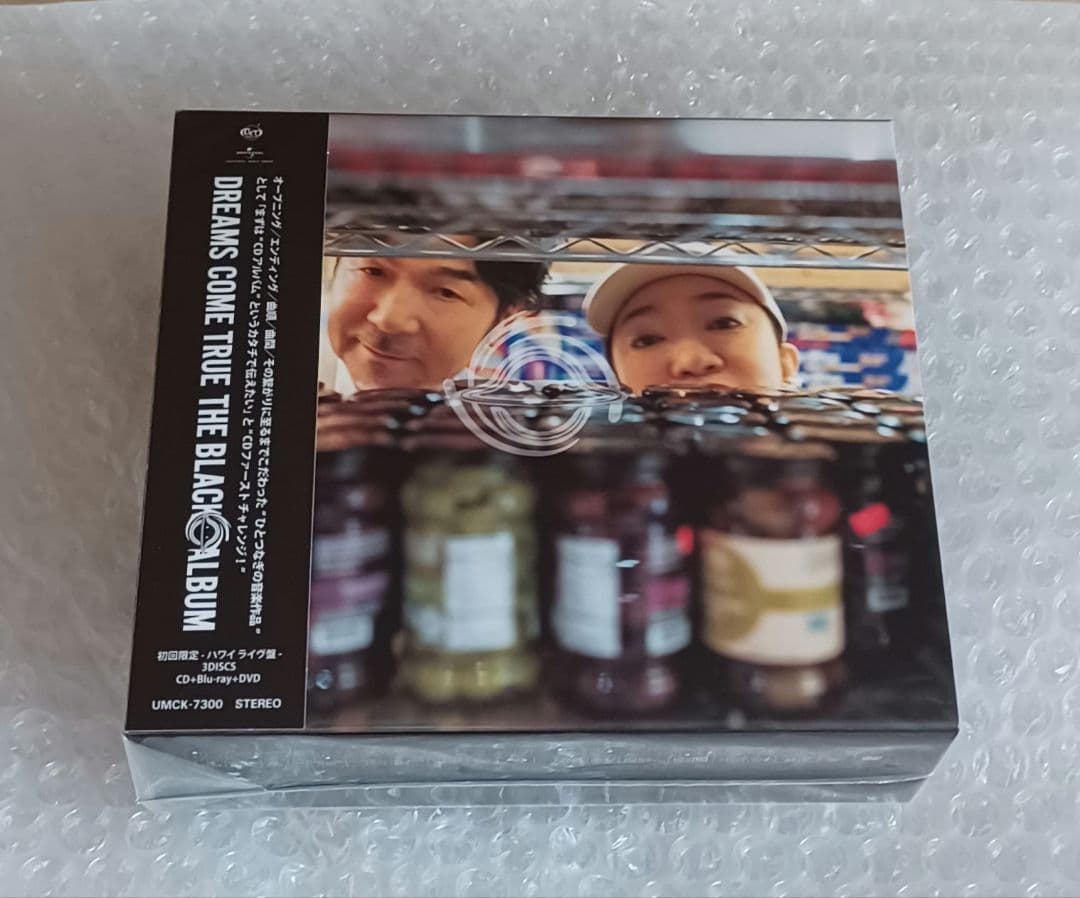 オープニング／エンディング／曲順／曲間／その繋がりに至るまでこだわった“ひとつなぎの音楽作品”
として「まずは“CDアルバム”というカタチで伝えたい」と“CDファーストチャレンジ！”
DREAMS COME TRUE THE BLACK ALBUM
初回限定 - ハワイ ライヴ盤 -
3DISCS
CD+Blu-ray+DVD
UMCK-7300 STEREO